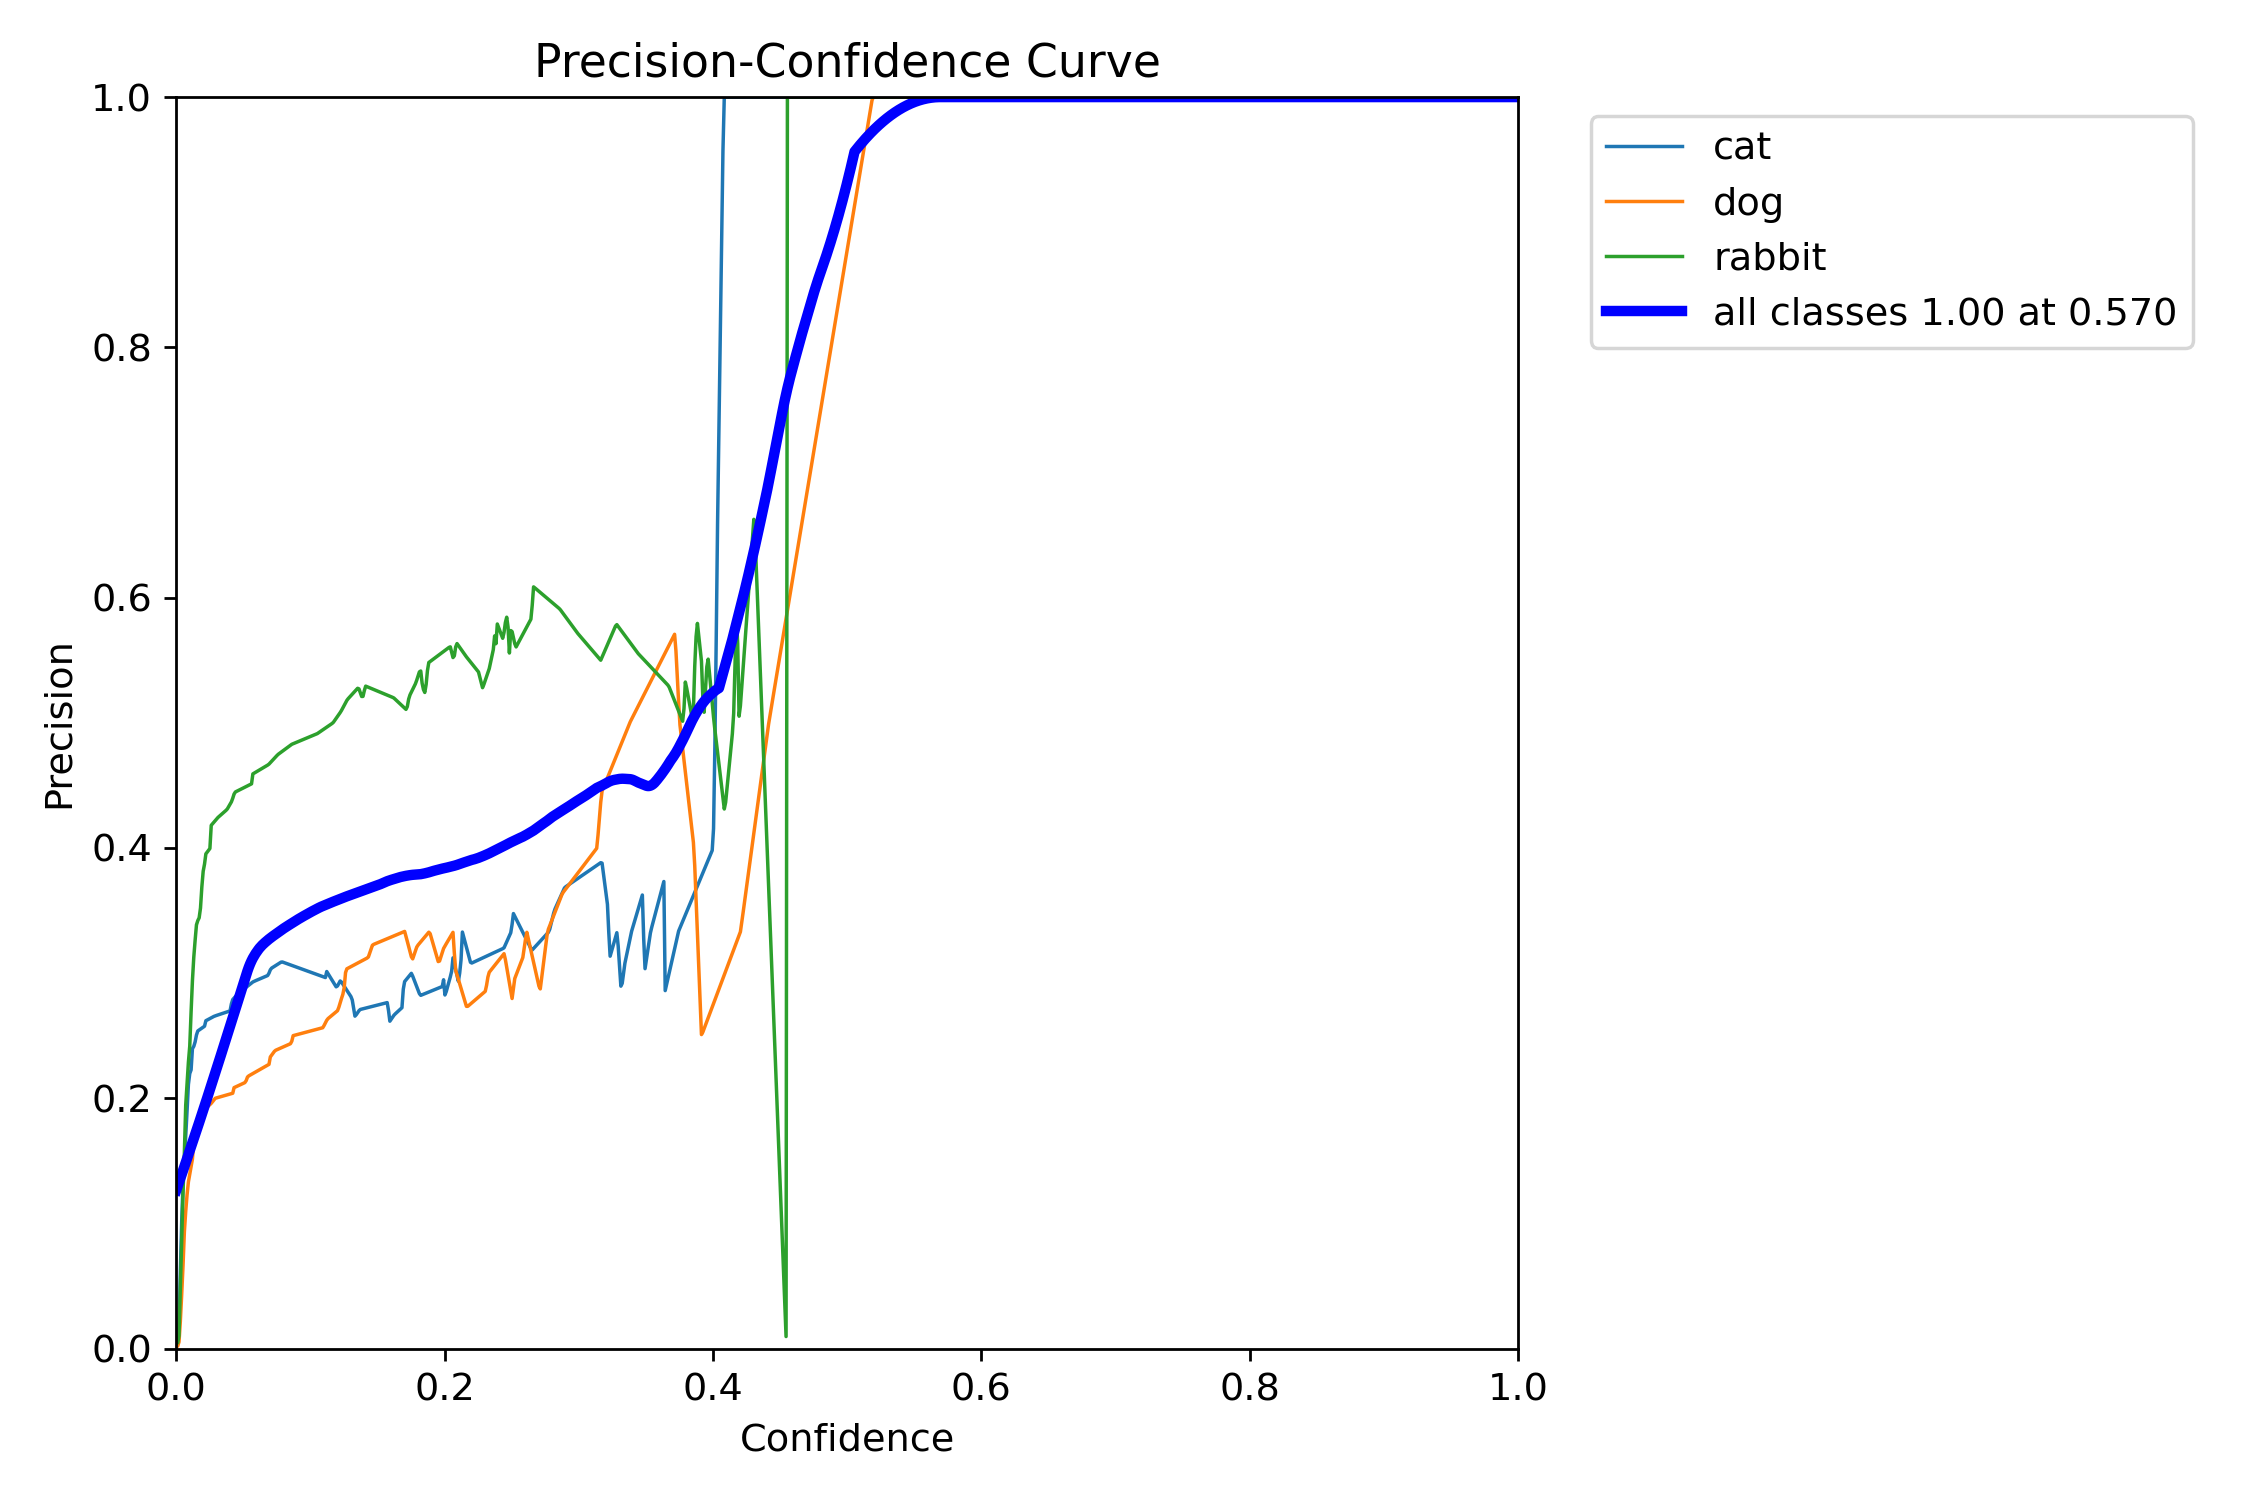 Precision-Confidence Curve
1.0
0.8
0.6
0.4
0.2
0.0
Precision
0.0 0.2 0.4 0.6 0.8 1.0
Confidence
cat
dog
rabbit
all classes 1.00 at 0.570